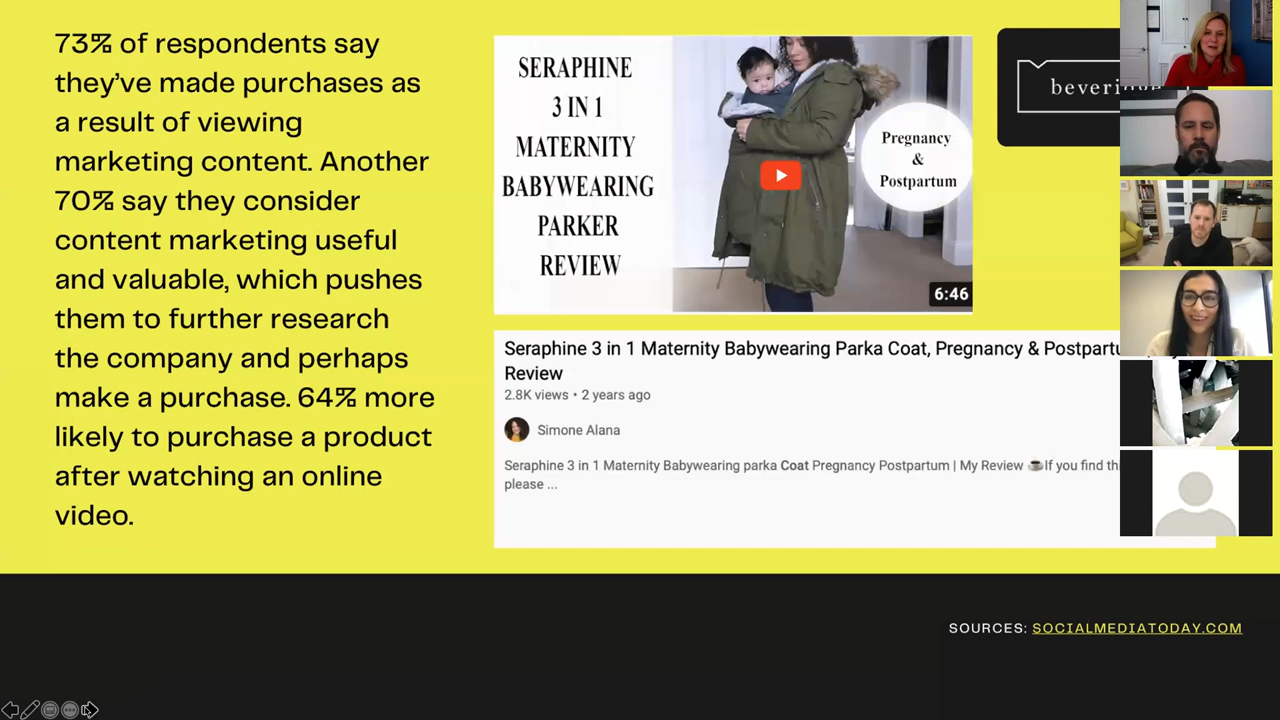 73% of respondents say
they've made purchases as
a result of viewing
marketing content. Another
70% say they consider
content marketing useful
and valuable, which pushes
them to further research
the company and perhaps
make a purchase. 64% more
likely to purchase a product
after watching an online
video.
SERAPHINE
3 IN 1
MATERNITY
BABYWEARING
PARKER
REVIEW
Pregnancy
&
Postpartum
6:46
Seraphine 3 in 1 Maternity Babywearing Parka Coat, Pregnancy &
Review
2.8K views • 2 years ago
Simone Alana
Seraphine 3 in 1 Maternity Babywearing parka Coat Pregnancy Postpartum | My Review ☕If you find
please ...
SOURCES: SOCIALMEDIATODAY.COM